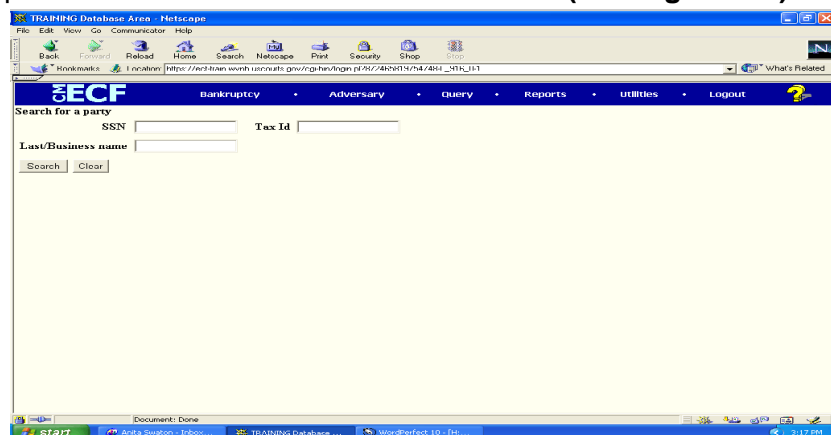 TRAINING Database Area - Netscape
File Edit View Go Communicator Help
Back Forward Reload Home Search Netscape Print Security Shop Stop
Bookmarks Location: What's Related
CM ECF Bankruptcy • Adversary • Query • Reports • Utilities • Logout ?
Search for a party
SSN Tax Id
Last/Business name
Search Clear
Document: Done
start Anita Swaton - Inbox... TRAINING Database ... WordPerfect 10 - [H:... 3:17 PM